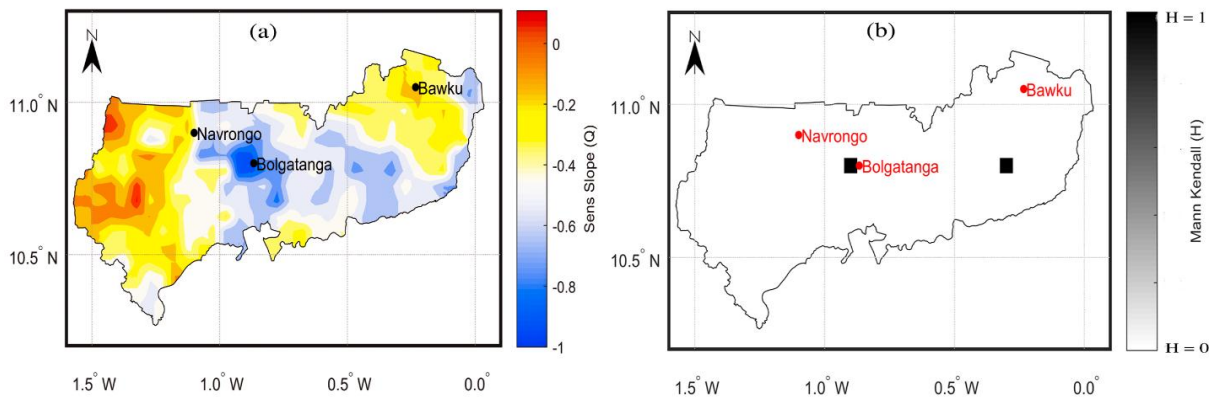 (a)
N
11.0° N
10.5° N
Bawku
Navrongo
Bolgatanga
1.5° W
1.0° W
0.5° W
0.0°
0
-0.2
-0.4
-0.6
-0.8
-1
Sens Slope (Q)
(b)
N
11.0° N
10.5° N
Bawku
Navrongo
Bolgatanga
1.5° W
1.0° W
0.5° W
0.0°
H = 1
H = 0
Mann Kendall (H)